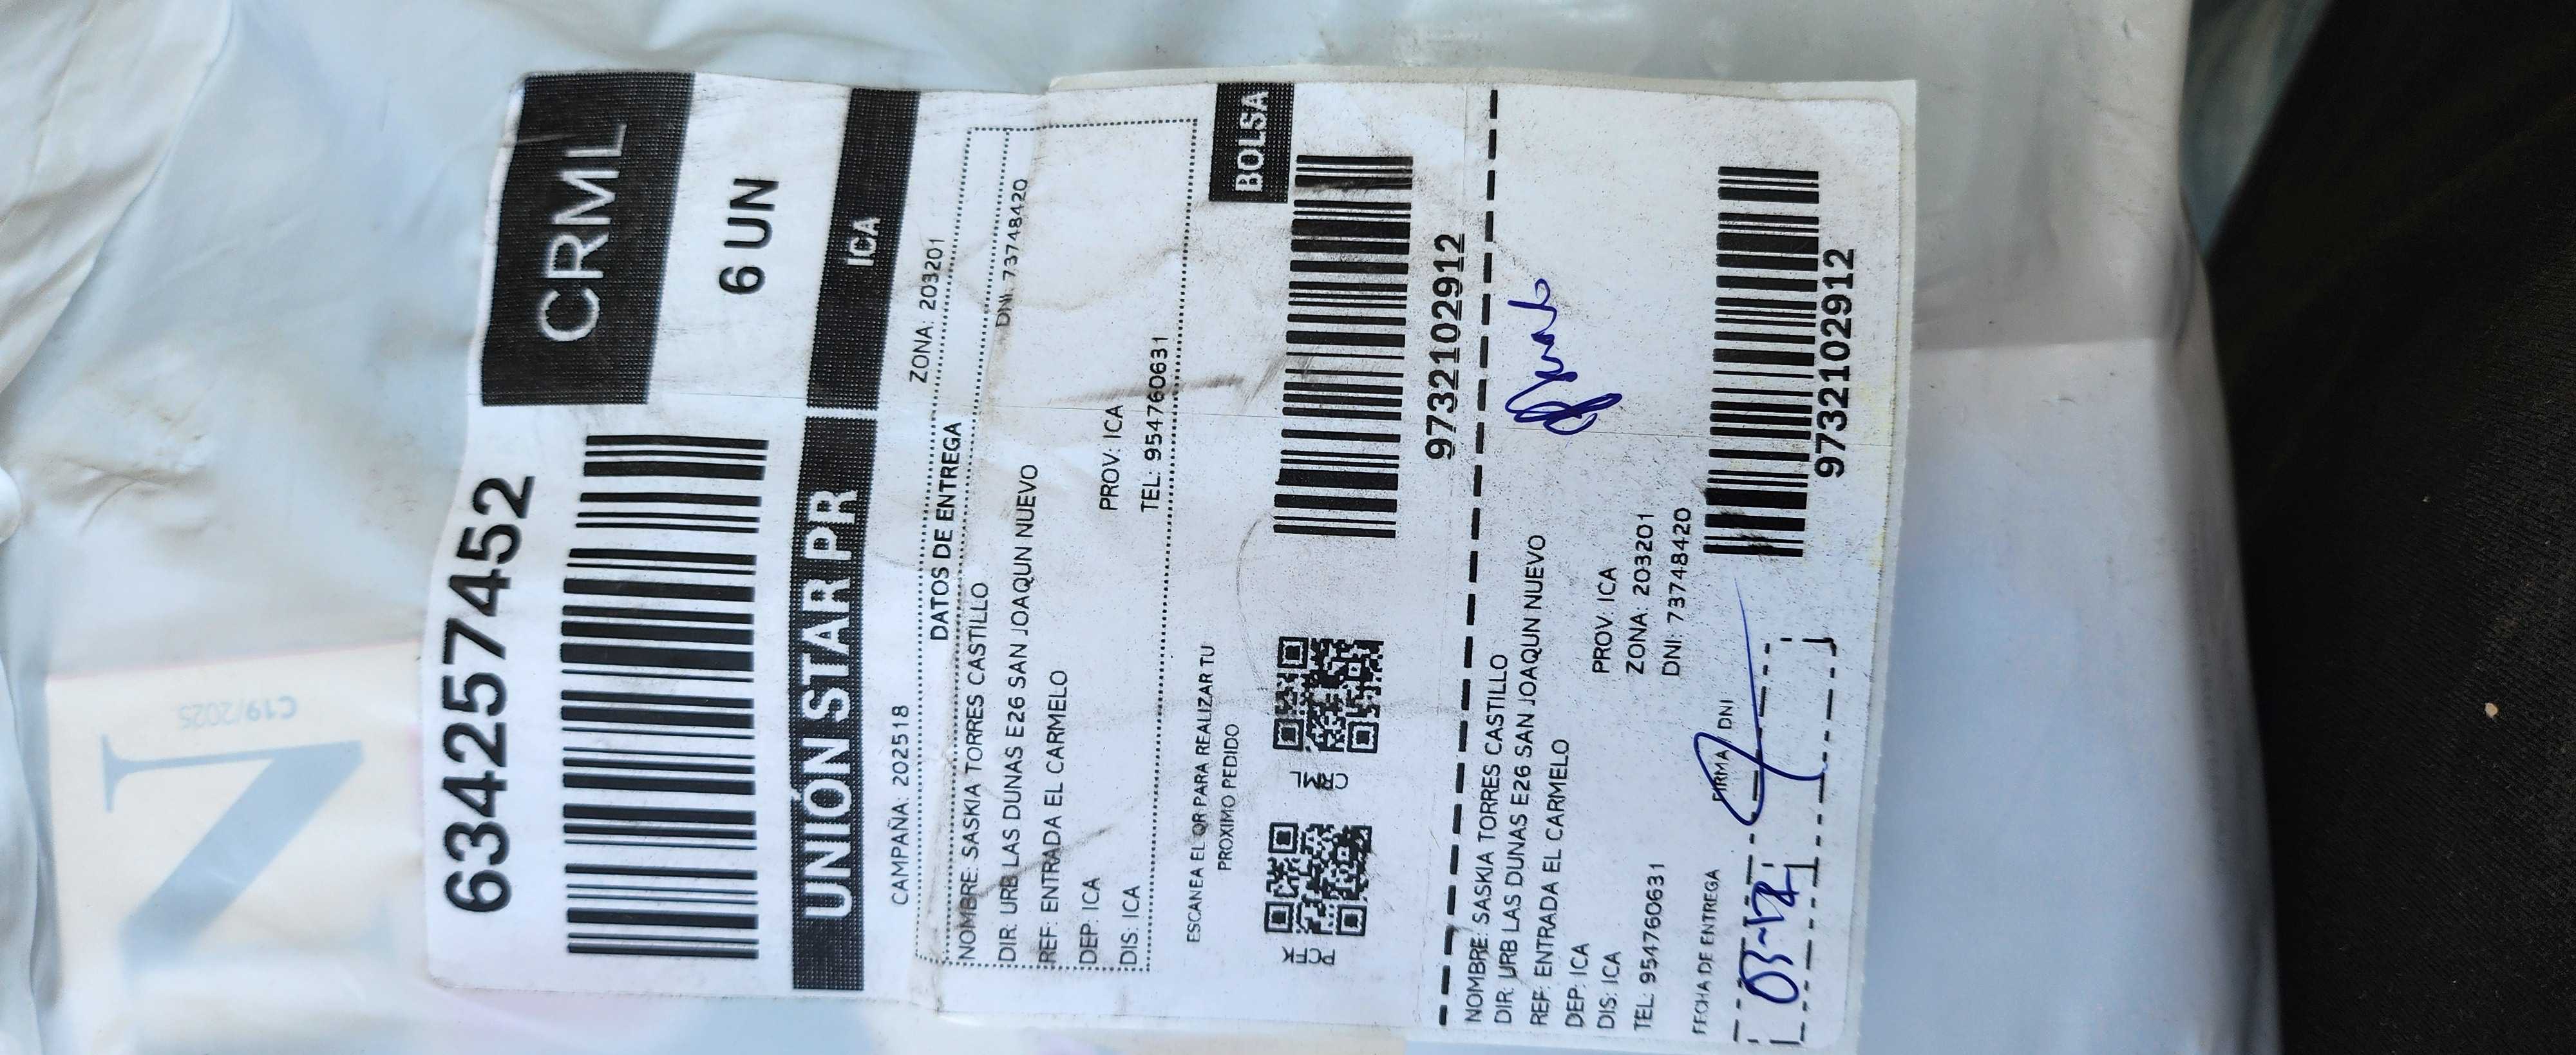 634257452
CRML
6 UN
UNIÓN STAR PR
ICA
CAMPAÑA: 202518
ZONA: 203201
DATOS DE ENTREGA
NOMBRE: SASKIA TORRES CASTILLO
DNI: 73748420
DIR: URB LAS DUNAS E26 SAN JOAQUN NUEVO
REF: ENTRADA EL CARMELO
DEP: ICA
PROV: ICA
DIS: ICA
TEL: 954760631
ESCANEA EL QR PARA REALIZAR TU
PROXIMO PEDIDO
BOLSA
PCFK
CRML
9732102912
NOMBRE: SASKIA TORRES CASTILLO
DIR: URB LAS DUNAS E26 SAN JOAQUN NUEVO
REF: ENTRADA EL CARMELO
DEP: ICA
PROV: ICA
DIS: ICA
ZONA: 203201
TEL: 954760631
DNI: 73748420
FECHA DE ENTREGA
FIRMA / DNI
9732102912
C19/2025
N